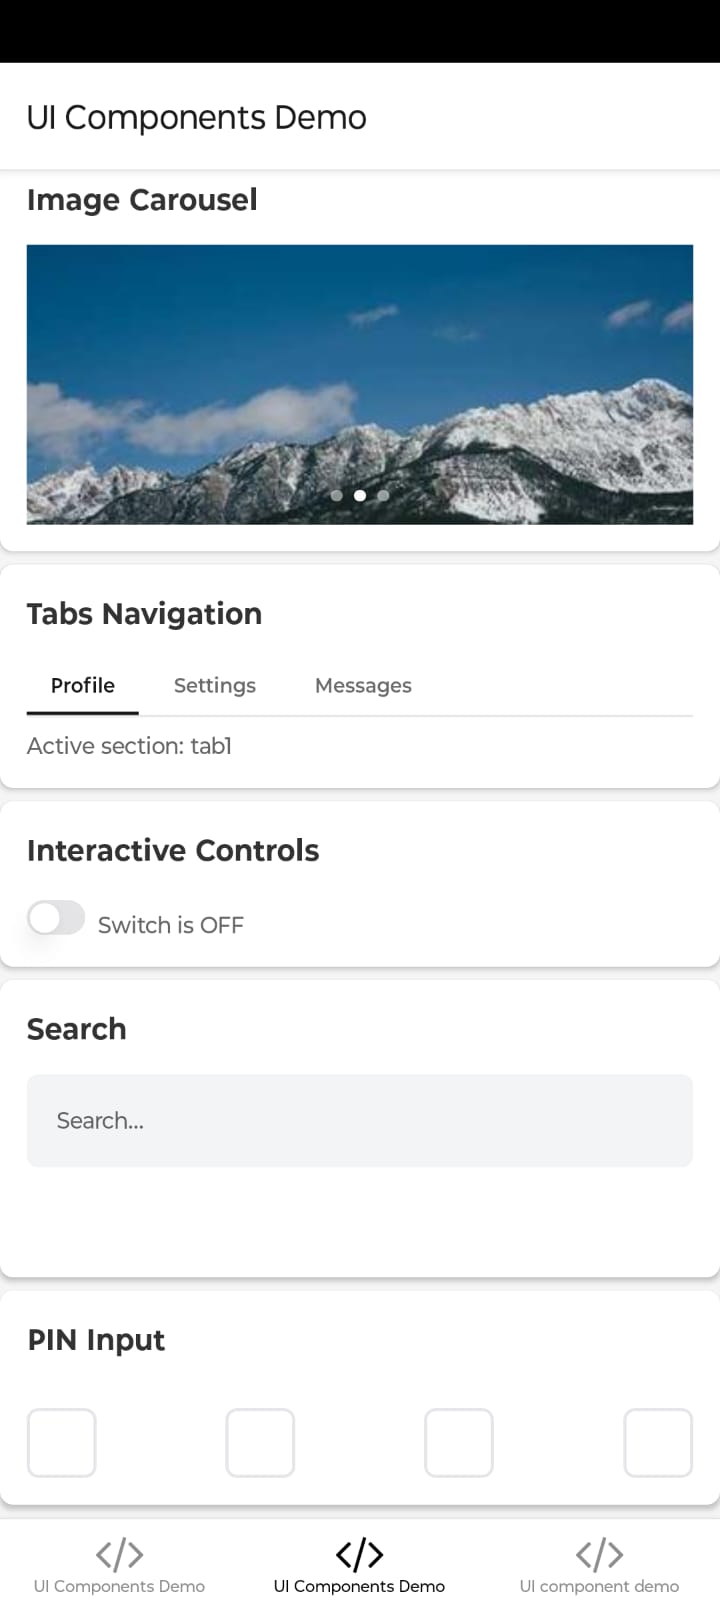 UI Components Demo
Image Carousel
Tabs Navigation
Profile Settings Messages
Active section: tab1
Interactive Controls
Switch is OFF
Search
Search...
PIN Input
UI Components Demo UI Components Demo UI component demo